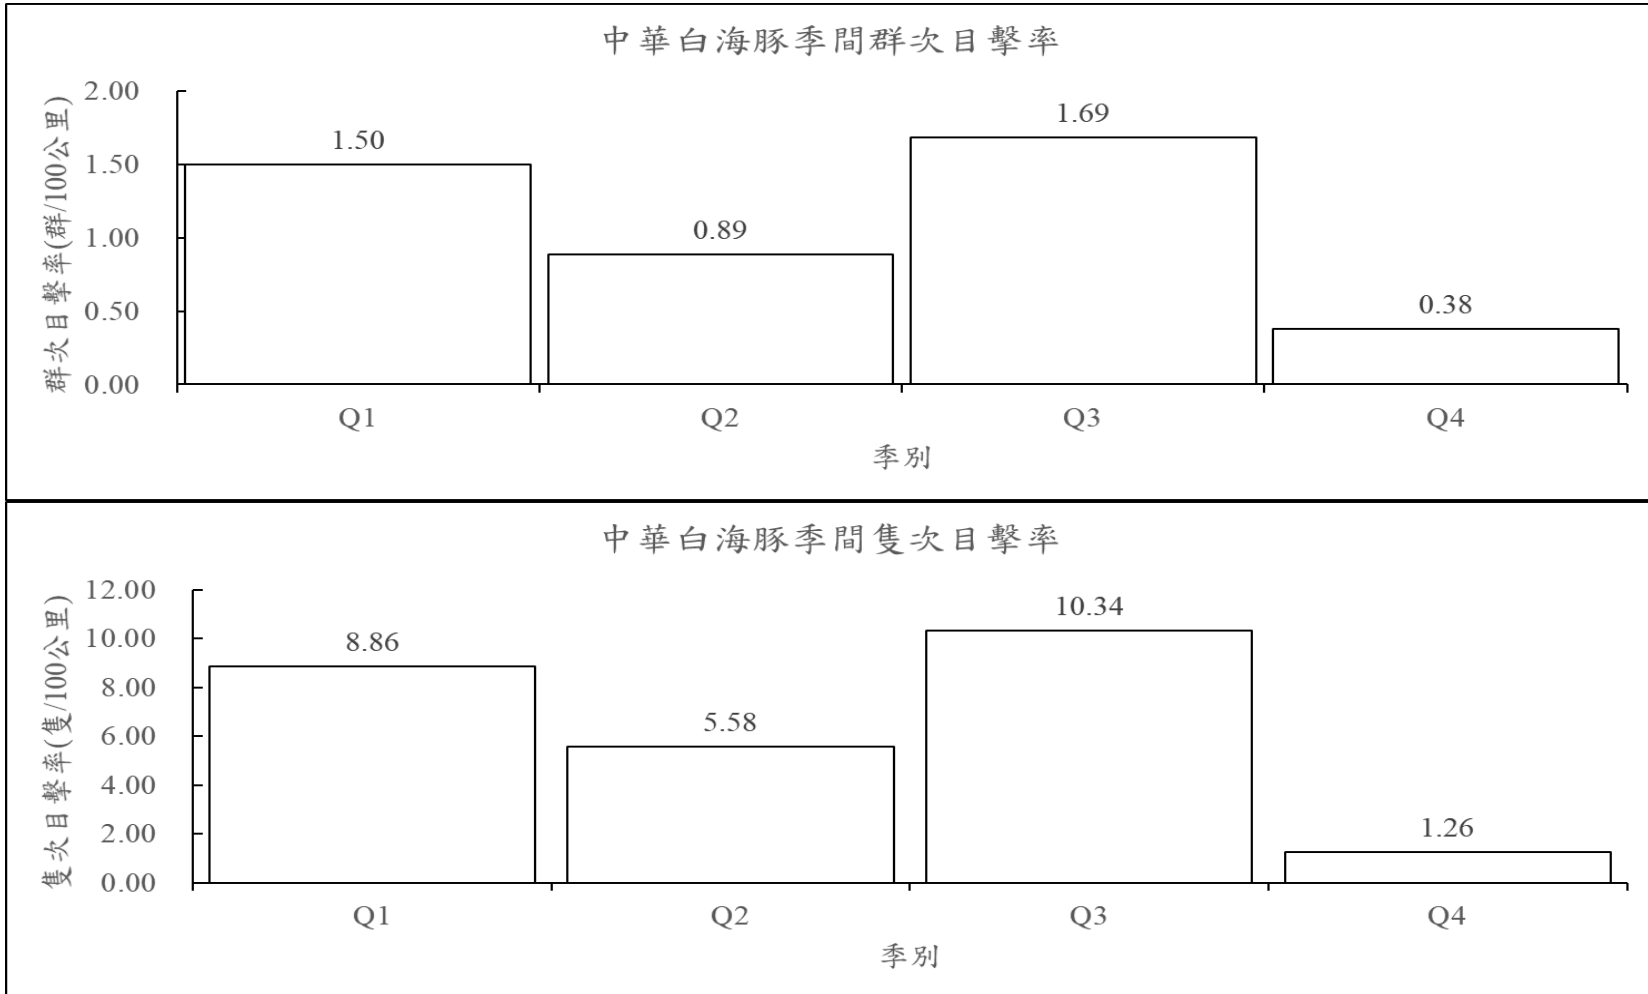 中華白海豚季間群次目擊率
群次目擊率(群/100公里)
2.00
1.50
1.00
0.50
0.00
1.50
0.89
1.69
0.38
Q1
Q2
Q3
Q4
季別
中華白海豚季間隻次目擊率
隻次目擊率(隻/100公里)
12.00
10.00
8.00
6.00
4.00
2.00
0.00
8.86
5.58
10.34
1.26
Q1
Q2
Q3
Q4
季別